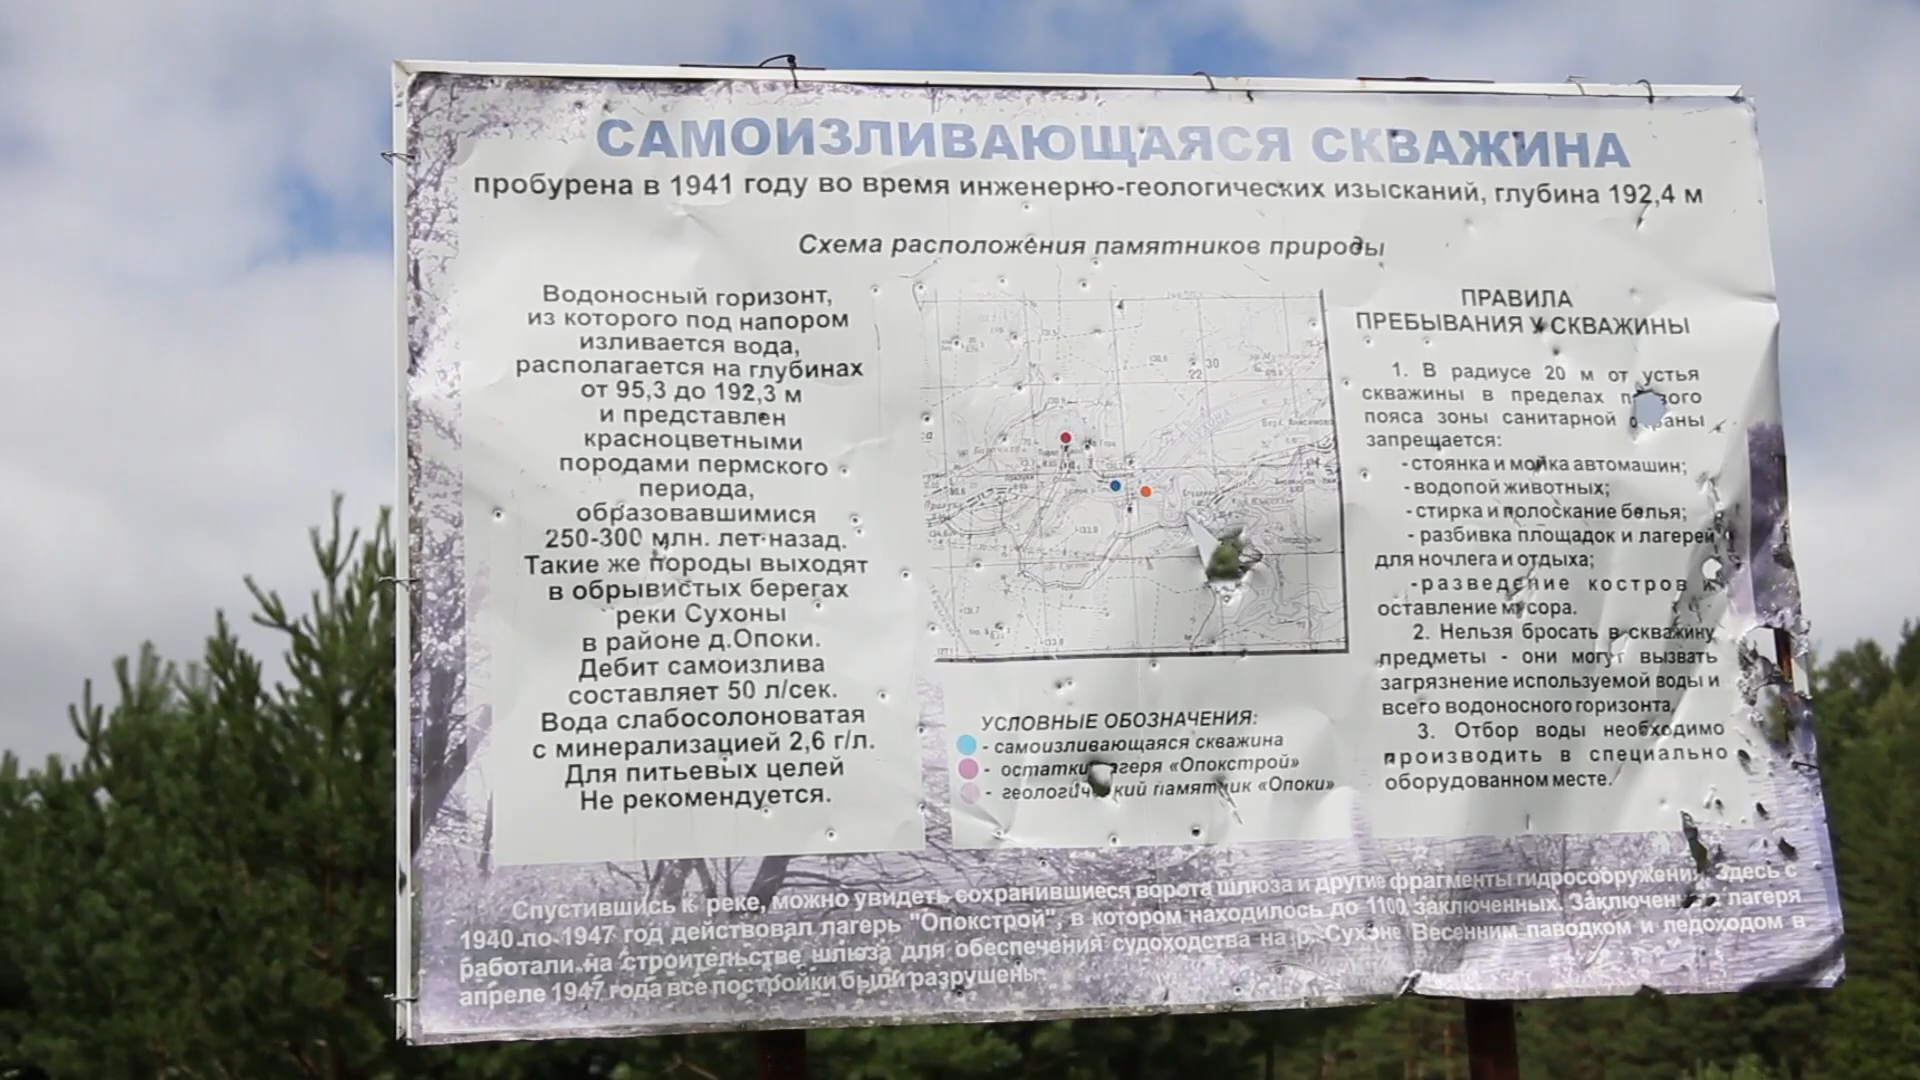 САМОИЗЛИВАЮЩАЯСЯ СКВАЖИНА
пробурена в 1941 году во время инженерно-геологических изысканий, глубина 192,4 м
Схема расположения памятников природы
Водоносный горизонт,
из которого под напором
изливается вода,
располагается на глубинах
от 95,3 до 192,3 м
и представлен
красноцветными
породами пермского
периода,
образовавшимися
250-300 млн. лет назад.
Такие же породы выходят
в обрывистых берегах
реки Сухоны
в районе д.Опоки.
Дебит самоизлива
составляет 50 л/сек.
Вода слабосолоноватая
с минерализацией 2,6 г/л.
Для питьевых целей
Не рекомендуется.
30
22
УСЛОВНЫЕ ОБОЗНАЧЕНИЯ:
- самоизливающаяся скважина
- остатки лагеря «Опокстрой»
- геологический памятник «Опоки»
ПРАВИЛА
ПРЕБЫВАНИЯ У СКВАЖИНЫ
1. В радиусе 20 м от устья
скважины в пределах первого
пояса зоны санитарной охраны
запрещается:
- стоянка и мойка автомашин;
- водопой животных;
- стирка и полоскание белья;
- разбивка площадок и лагерей
для ночлега и отдыха;
- разведение костров и
оставление мусора.
2. Нельзя бросать в скважину
предметы - они могут вызвать
загрязнение используемой воды и
всего водоносного горизонта.
3. Отбор воды необходимо
производить в специально
оборудованном месте.
Спустившись к реке, можно увидеть сохранившиеся ворота шлюза и другие фрагменты гидросооружения. Здесь с
1940 по 1947 год действовал лагерь "Опокстрой", в котором находилось до 1100 заключенных. Заключенные лагеря
работали на строительстве шлюза для обеспечения судоходства на р. Сухоне. Весенним паводком и ледоходом в
апреле 1947 года все постройки были разрушены.